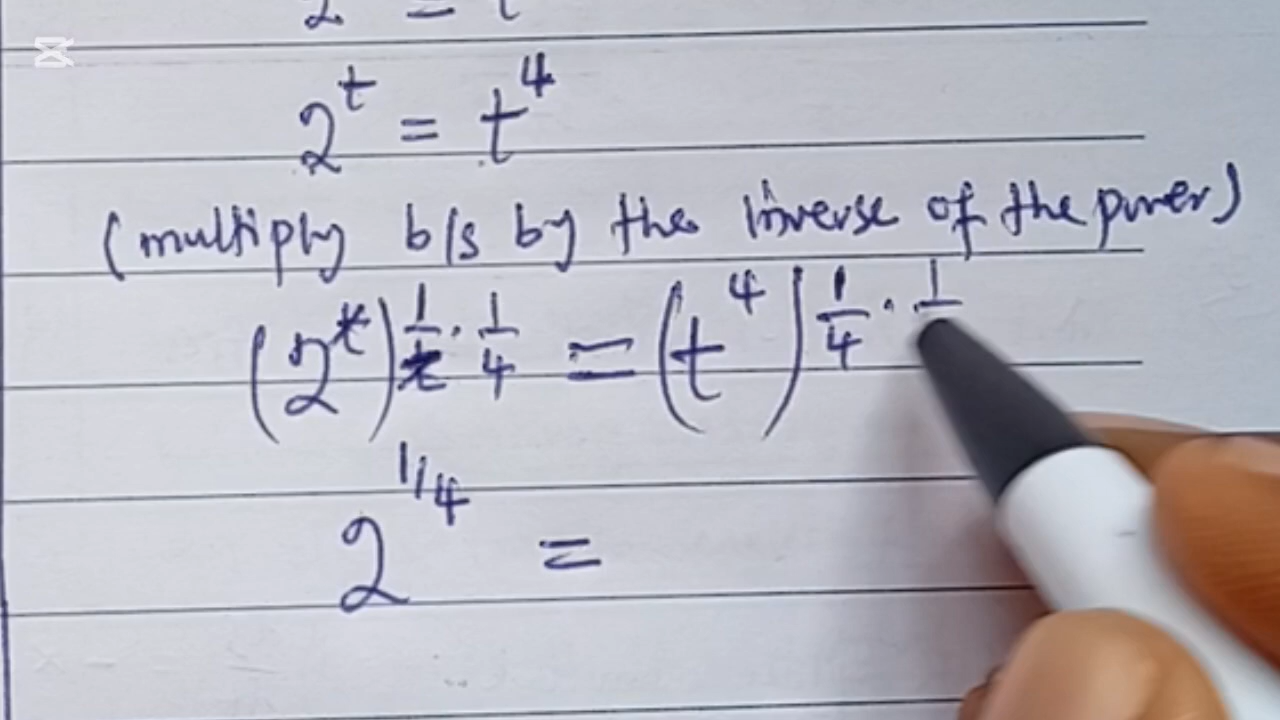 2 = t
2^t = t^4
(multiply b/s by the inverse of the power)
(2^t)^{1/t · 1/4} = (t^4)^{1/4 · 1/
2^{1/4} =